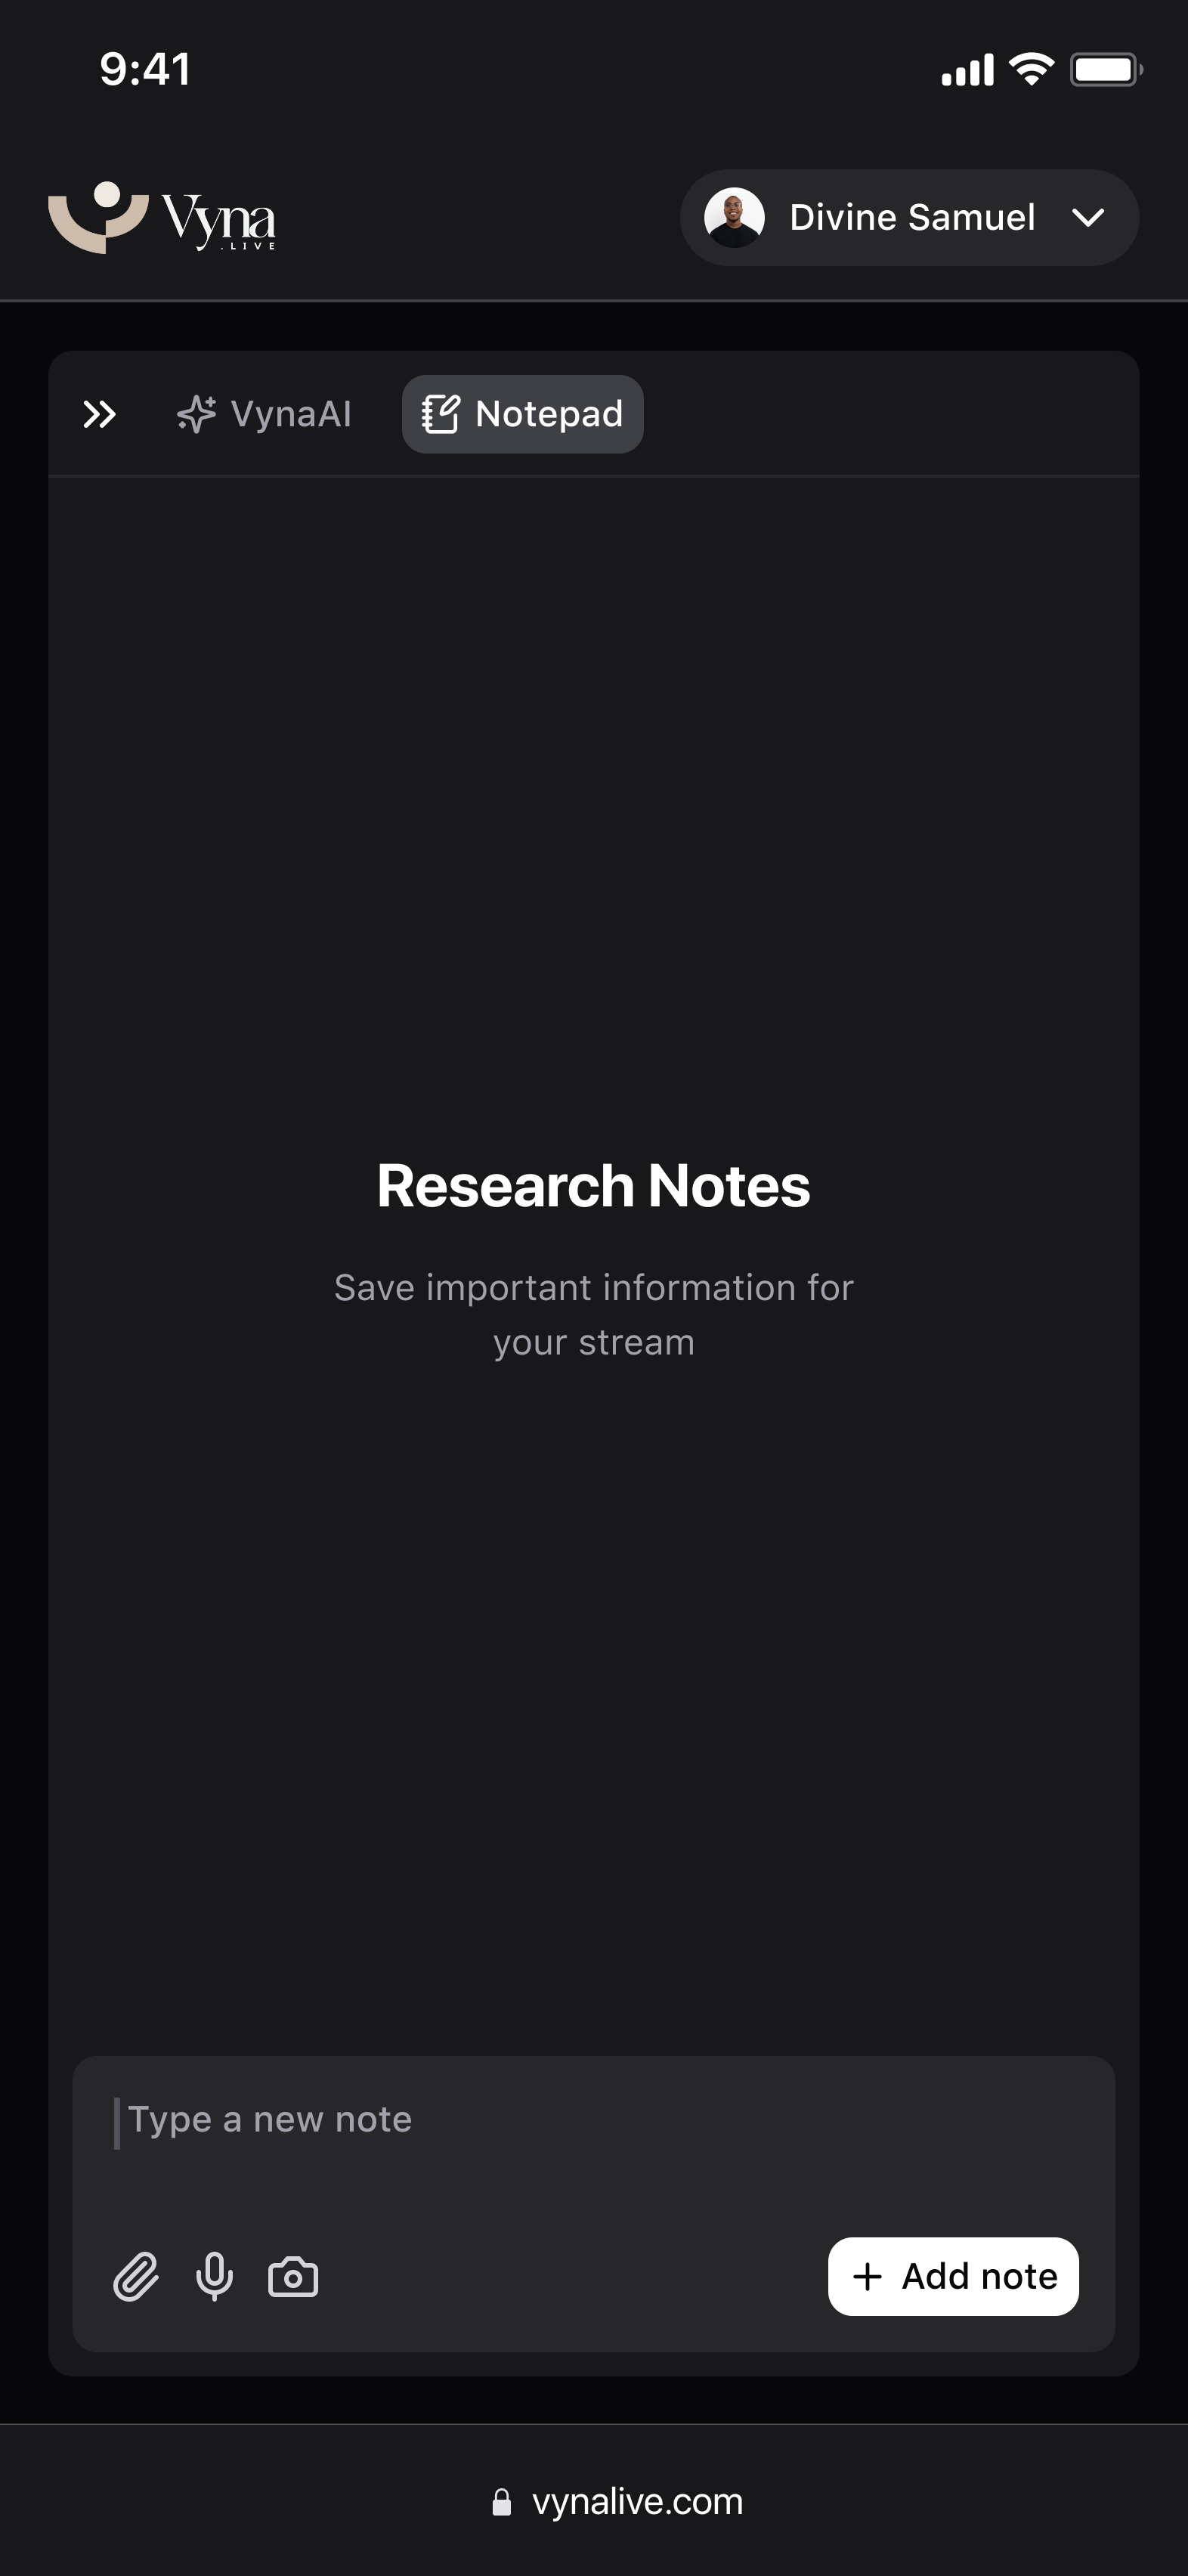 9:41
Vyna
.LIVE
Divine Samuel
VynaAI
Notepad
Research Notes
Save important information for
your stream
Type a new note
Add note
vynalive.com